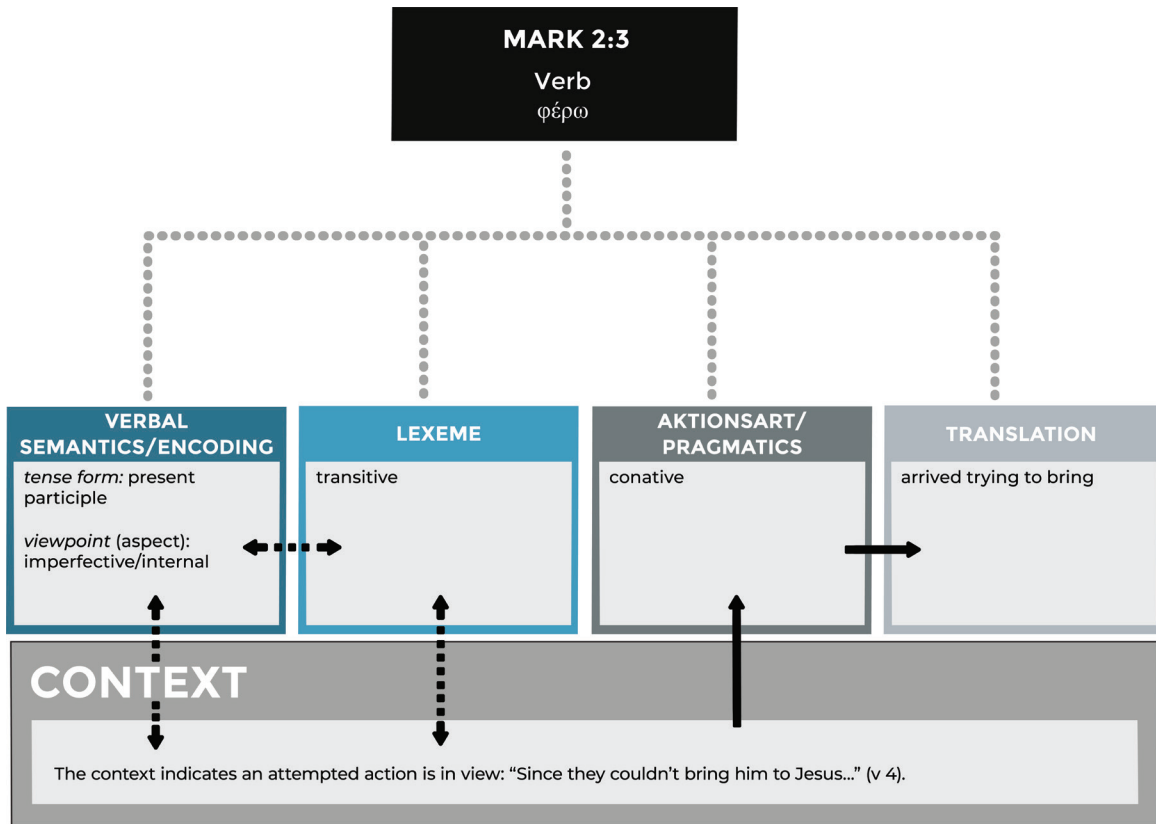 MARK 2:3
Verb
φέρω
VERBAL
SEMANTICS/ENCODING
tense form: present
participle
viewpoint (aspect):
imperfective/internal
LEXEME
transitive
AKTIONSART/
PRAGMATICS
conative
TRANSLATION
arrived trying to bring
CONTEXT
The context indicates an attempted action is in view: “Since they couldn’t bring him to Jesus...” (v 4).